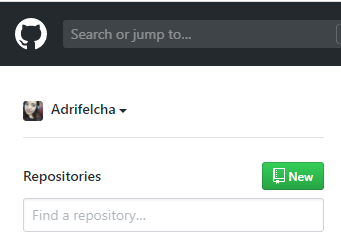 Search or jump to...
Adrifelcha
Repositories
New
Find a repository...